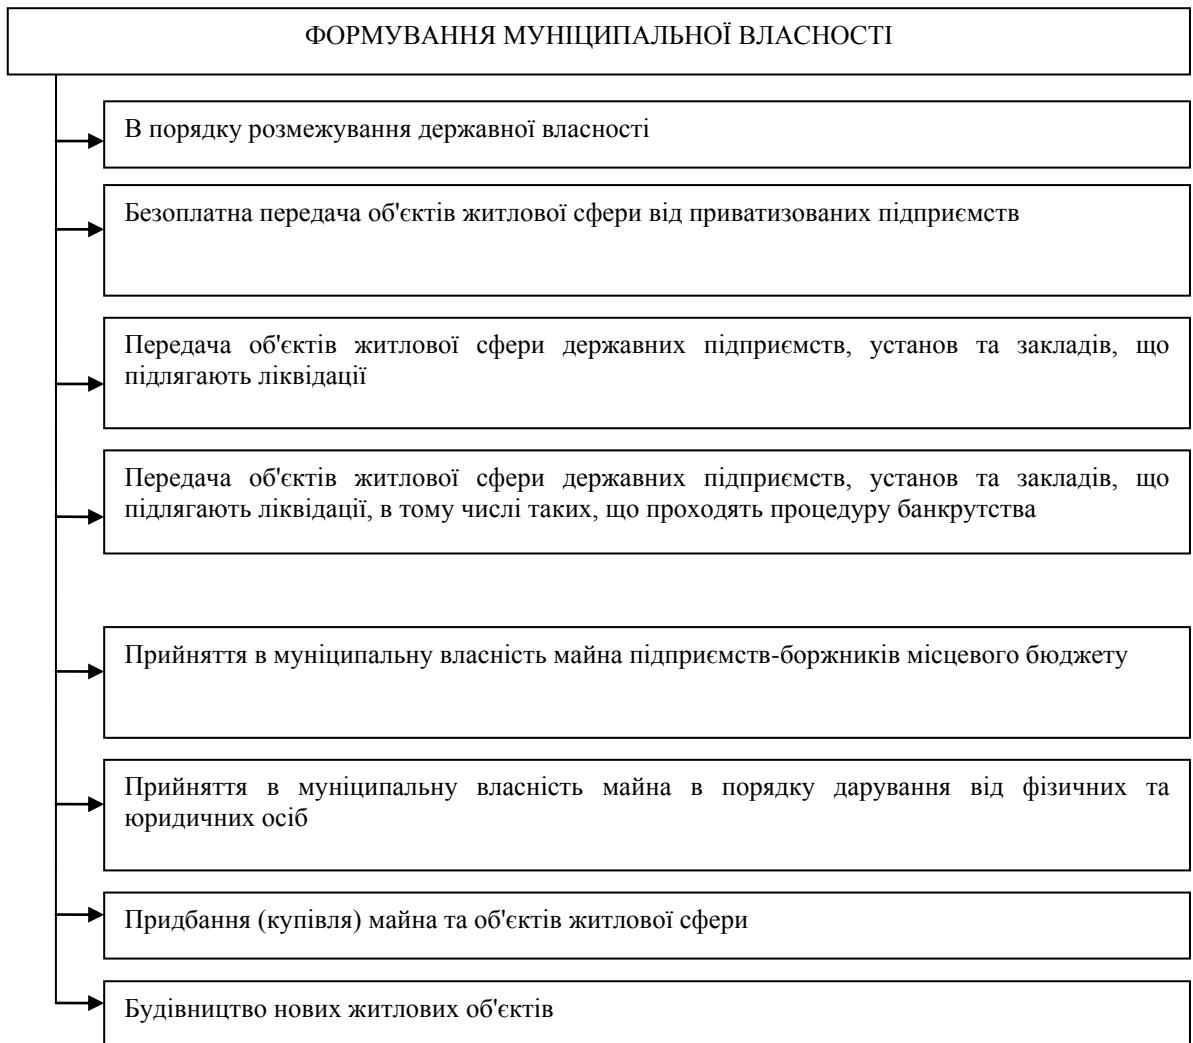 ФОРМУВАННЯ МУНІЦИПАЛЬНОЇ ВЛАСНОСТІ
В порядку розмежування державної власності
Безоплатна передача об'єктів житлової сфери від приватизованих підприємств
Передача об'єктів житлової сфери державних підприємств, установ та закладів, що
підлягають ліквідації
Передача об'єктів житлової сфери державних підприємств, установ та закладів, що
підлягають ліквідації, в тому числі таких, що проходять процедуру банкрутства
Прийняття в муніципальну власність майна підприємств-боржників місцевого бюджету
Прийняття в муніципальну власність майна в порядку дарування від фізичних та
юридичних осіб
Придбання (купівля) майна та об'єктів житлової сфери
Будівництво нових житлових об'єктів